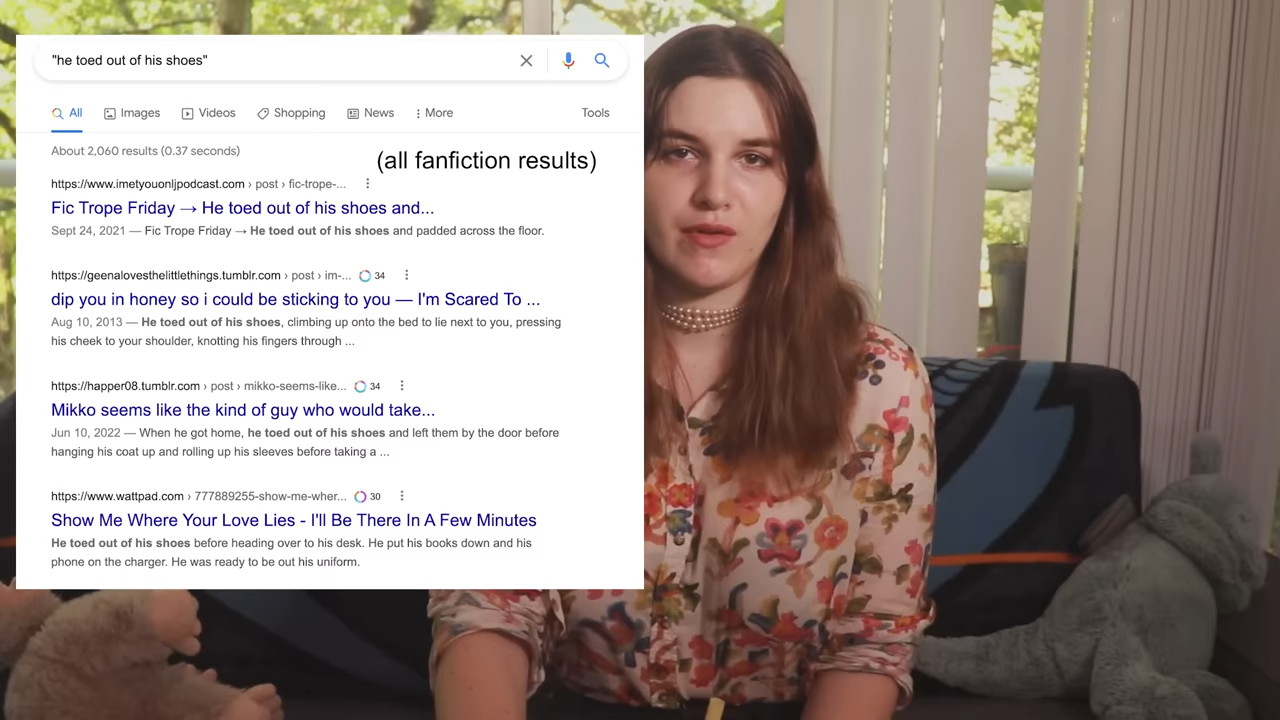 "he toed out of his shoes"
All Images Videos Shopping News More Tools
About 2,060 results (0.37 seconds)
(all fanfiction results)
https://www.imetyouonljpodcast.com › post › fic-trope-...
Fic Trope Friday → He toed out of his shoes and...
Sept 24, 2021 — Fic Trope Friday → He toed out of his shoes and padded across the floor.
https://geenalovesthelittlethings.tumblr.com › post › im-... 34
dip you in honey so i could be sticking to you — I'm Scared To ...
Aug 10, 2013 — He toed out of his shoes, climbing up onto the bed to lie next to you, pressing
his cheek to your shoulder, knotting his fingers through ...
https://happer08.tumblr.com › post › mikko-seems-like... 34
Mikko seems like the kind of guy who would take...
Jun 10, 2022 — When he got home, he toed out of his shoes and left them by the door before
hanging his coat up and rolling up his sleeves before taking a ...
https://www.wattpad.com › 777889255-show-me-wher... 30
Show Me Where Your Love Lies - I'll Be There In A Few Minutes
He toed out of his shoes before heading over to his desk. He put his books down and his
phone on the charger. He was ready to be out his uniform.